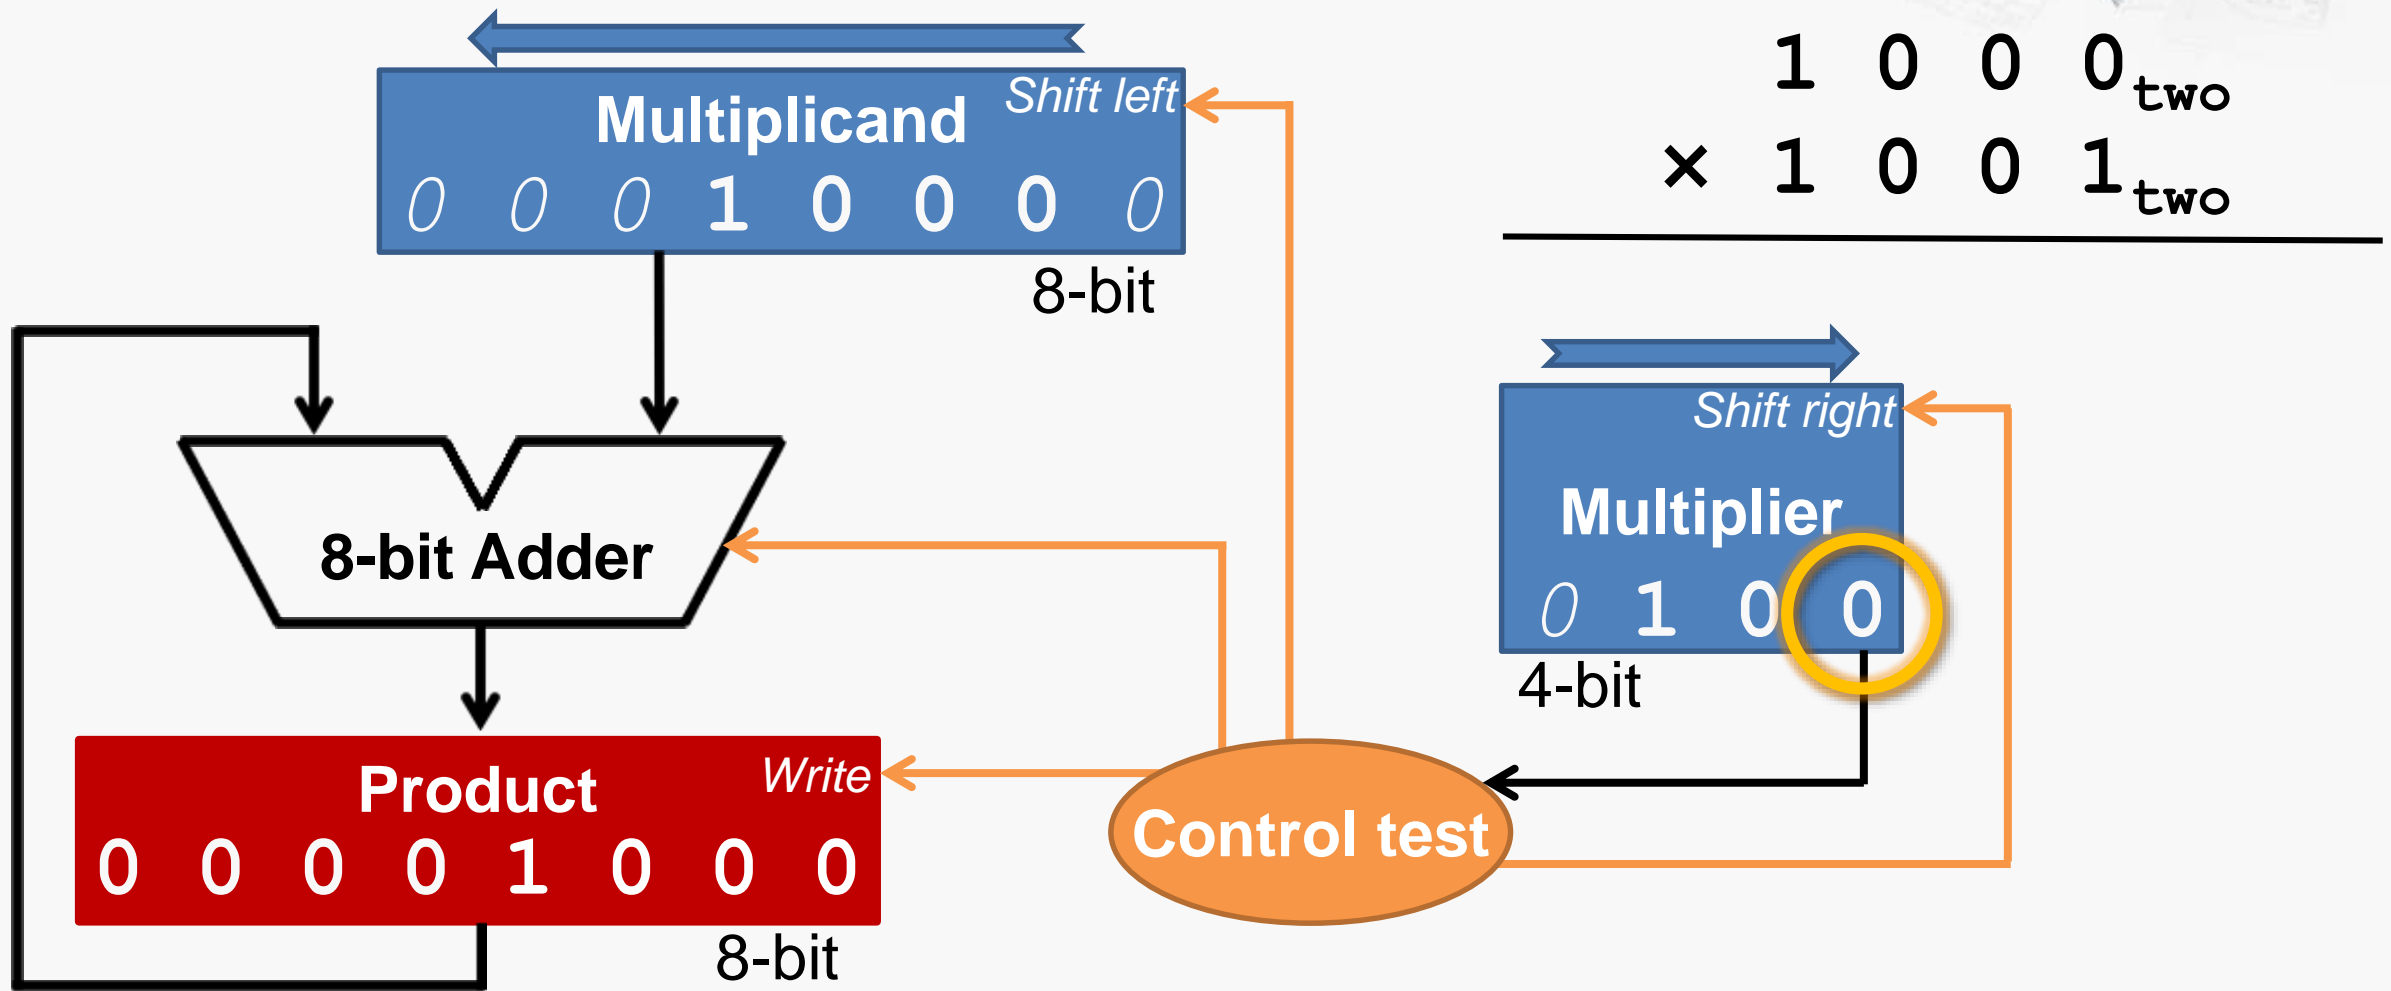 Shift left
Multiplicand
0 0 0 1 0 0 0 0
8-bit
1 0 0 0two
× 1 0 0 1two
Shift right
Multiplier
0 1 0 0
4-bit
8-bit Adder
Write
Product
0 0 0 0 1 0 0 0
8-bit
Control test